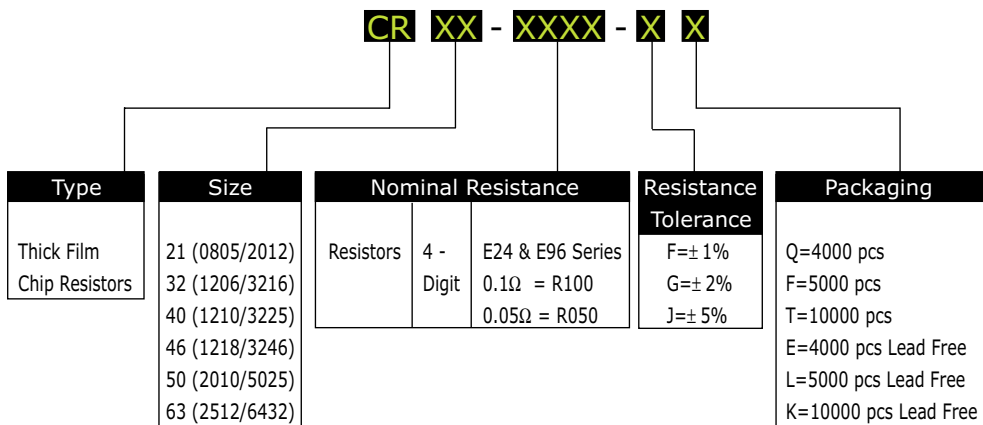 CR XX - XXXX - X X
Type
Thick Film
Chip Resistors
Size
21 (0805/2012)
32 (1206/3216)
40 (1210/3225)
46 (1218/3246)
50 (2010/5025)
63 (2512/6432)
Nominal Resistance
Resistors
4 -
Digit
E24 & E96 Series
0.1Ω = R100
0.05Ω = R050
Resistance
Tolerance
F=± 1%
G=± 2%
J=± 5%
Packaging
Q=4000 pcs
F=5000 pcs
T=10000 pcs
E=4000 pcs Lead Free
L=5000 pcs Lead Free
K=10000 pcs Lead Free